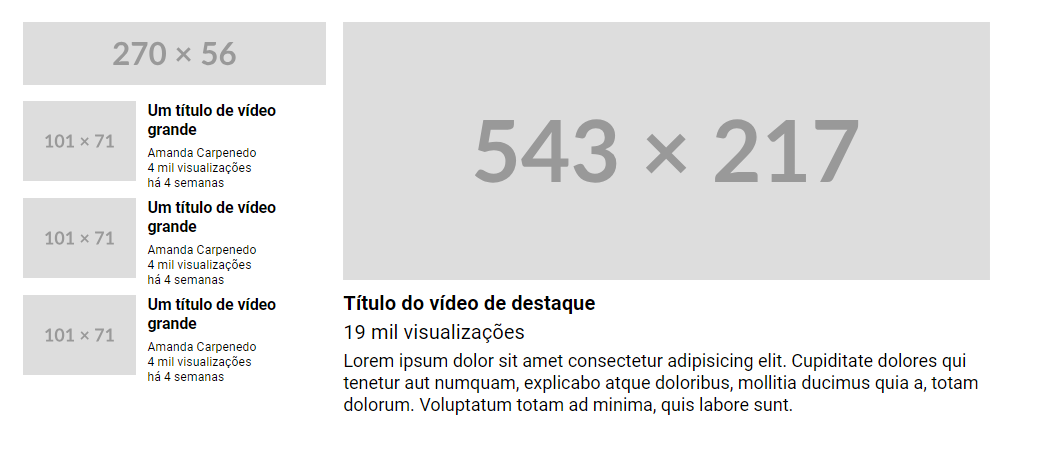 270 × 56
101 × 71
Um título de vídeo
grande
Amanda Carpenedo
4 mil visualizações
há 4 semanas
101 × 71
Um título de vídeo
grande
Amanda Carpenedo
4 mil visualizações
há 4 semanas
101 × 71
Um título de vídeo
grande
Amanda Carpenedo
4 mil visualizações
há 4 semanas
543 × 217
Título do vídeo de destaque
19 mil visualizações
Lorem ipsum dolor sit amet consectetur adipisicing elit. Cupiditate dolores qui
tenetur aut numquam, explicabo atque doloribus, mollitia ducimus quia a, totam
dolorum. Voluptatum totam ad minima, quis labore sunt.